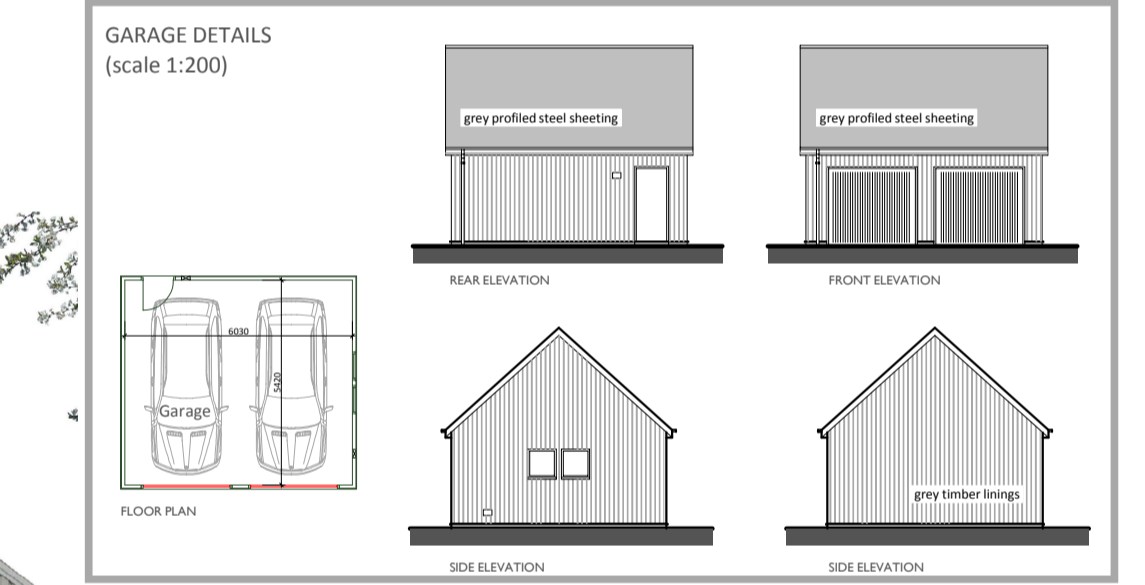 GARAGE DETAILS
(scale 1:200)
grey profiled steel sheeting
grey profiled steel sheeting
REAR ELEVATION
FRONT ELEVATION
6030
5420
Garage
FLOOR PLAN
grey timber linings
SIDE ELEVATION
SIDE ELEVATION